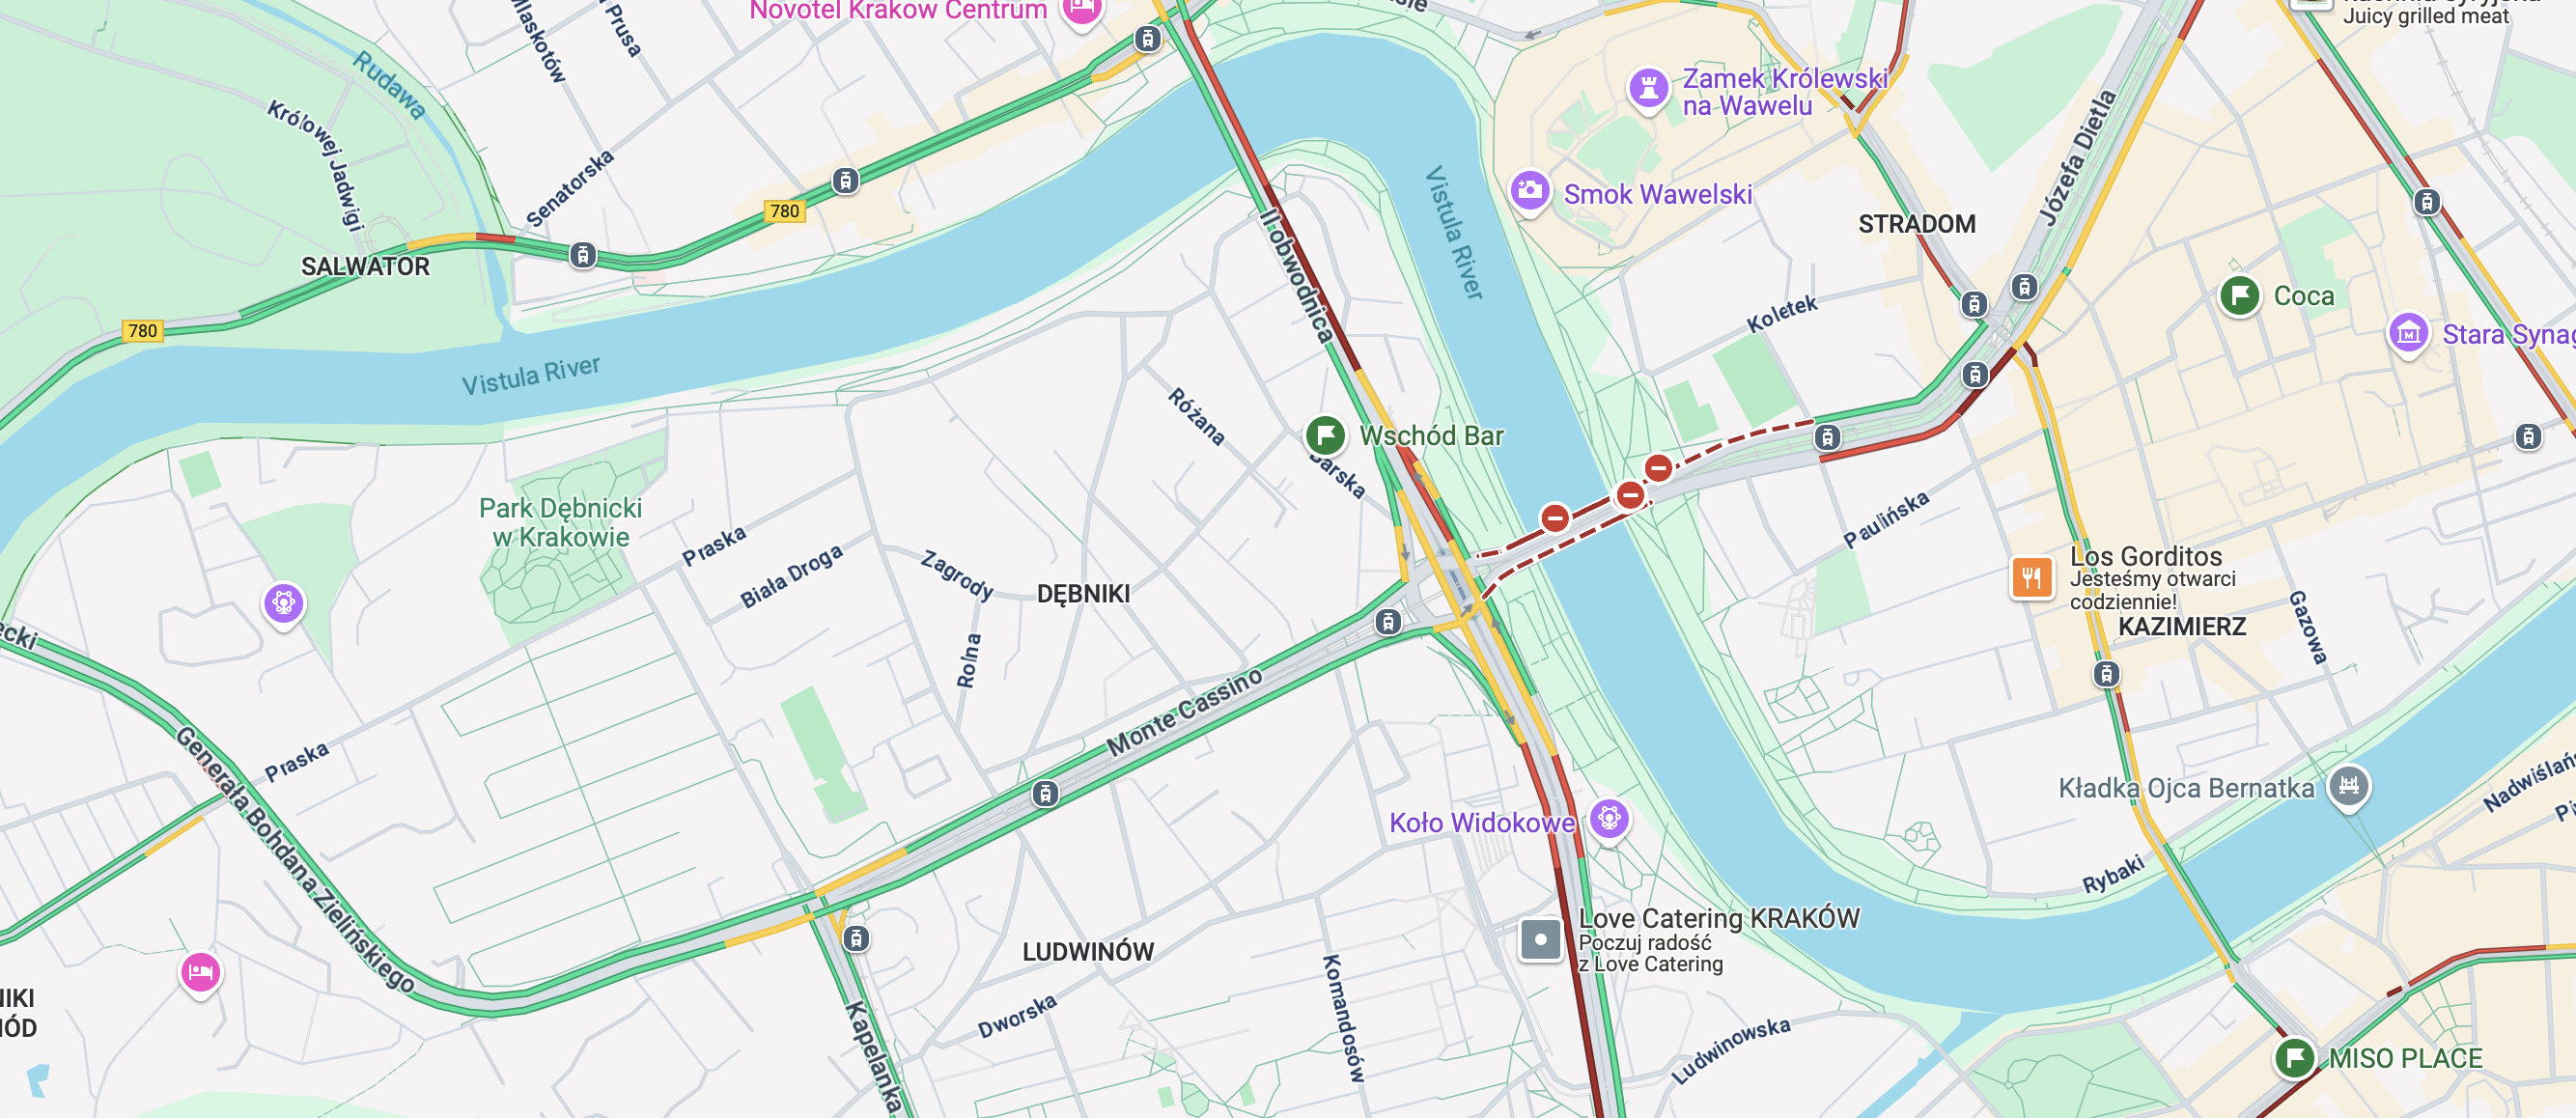 Novotel Krakow Centrum
Prusa
Juicy grilled meat
Rudawa
Królowej Jadwigi
Senatorska
780
SALWATOR
780
Vistula River
II obwodnica
Vistula River
Zamek Królewski
na Wawelu
Smok Wawelski
STRADOM
Józefa Dietla
Koletek
Coca
Różana
Wschód Bar
Barska
Park Dębnicki
w Krakowie
Praska
Biała Droga
Zagrody
DĘBNIKI
Rolna
Paulińska
Los Gorditos
Jesteśmy otwarci
codziennie!
KAZIMIERZ
Gazowa
Monte Cassino
Praska
Generała Bohdana Zielińskiego
Koło Widokowe
Kładka Ojca Bernatka
Rybaki
Love Catering KRAKÓW
Poczuj radość
z Love Catering
LUDWINÓW
Dworska
Komandosów
Kapelanka
Ludwinowska
MISO PLACE